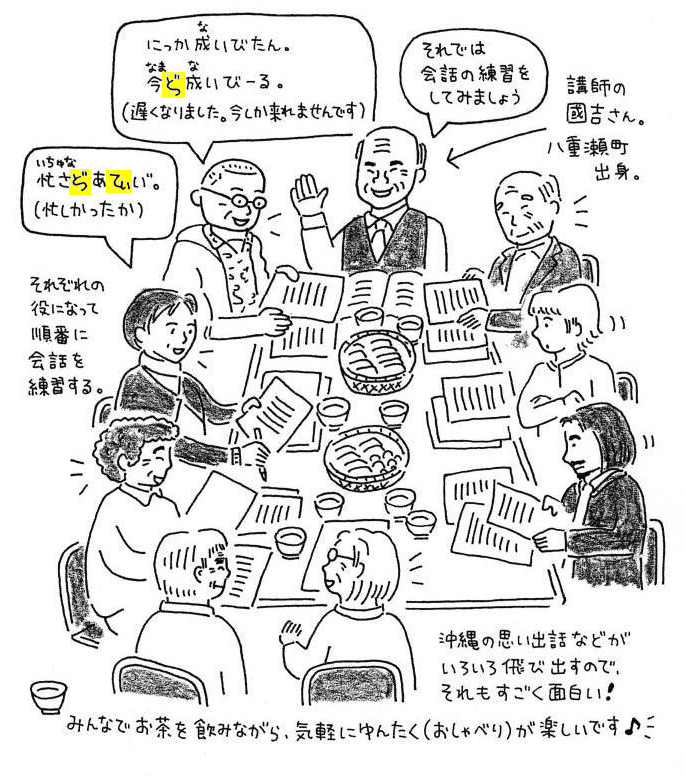 それでは
会話の練習を
してみましょう
講師の
國吉さん。
八重瀬町
出身。
な
にっか成いびたん。
なま な
今どぅ成いびーる。
(遅くなりました。今しか来れませんです)
いちゅな
忙さどぅあてぃい゙。
(忙しかったか)
それぞれの
役になって
順番に
会話を
練習する。
沖縄の思い出話などが
いろいろ飛び出すので、
それもすごく面白い!
みんなでお茶を飲みながら、気軽にゆんたく(おしゃべり)が楽しいです♪